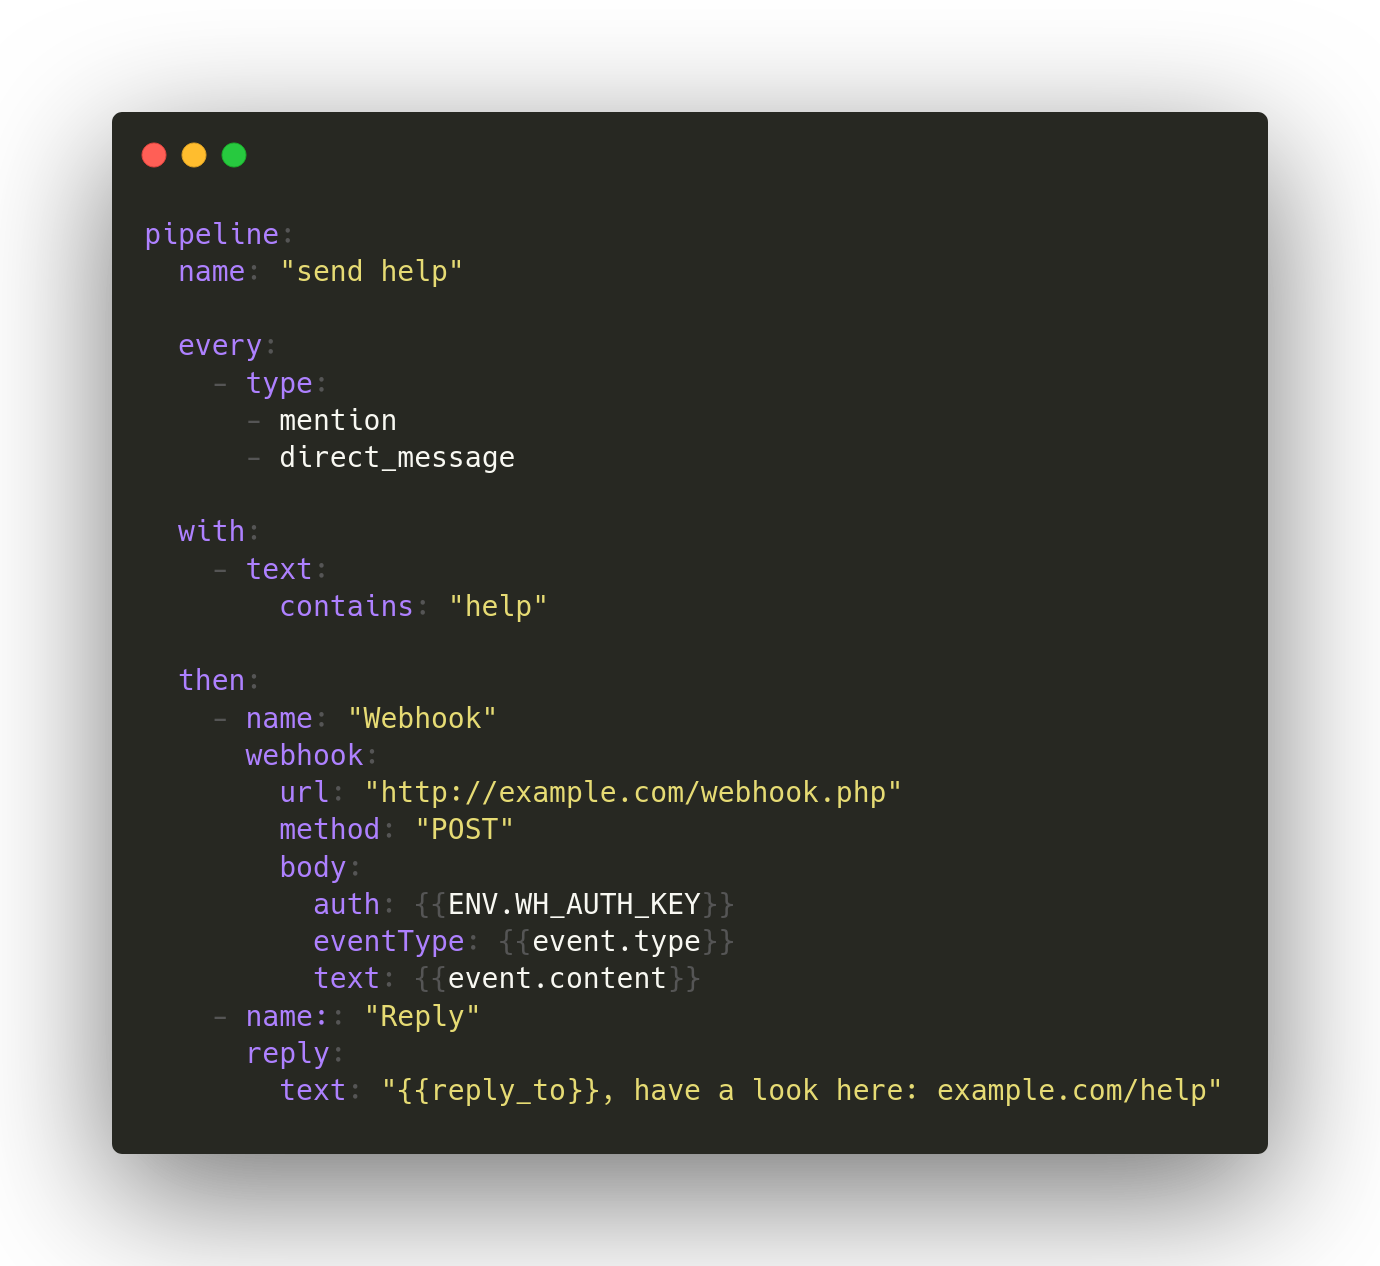 pipeline:
  name: "send help"

  every:
    - type:
      - mention
      - direct_message

  with:
    - text:
        contains: "help"

  then:
    - name: "Webhook"
      webhook:
        url: "http://example.com/webhook.php"
        method: "POST"
        body:
          auth: {{ENV.WH_AUTH_KEY}}
          eventType: {{event.type}}
          text: {{event.content}}
    - name:: "Reply"
      reply:
        text: "{{reply_to}}, have a look here: example.com/help"